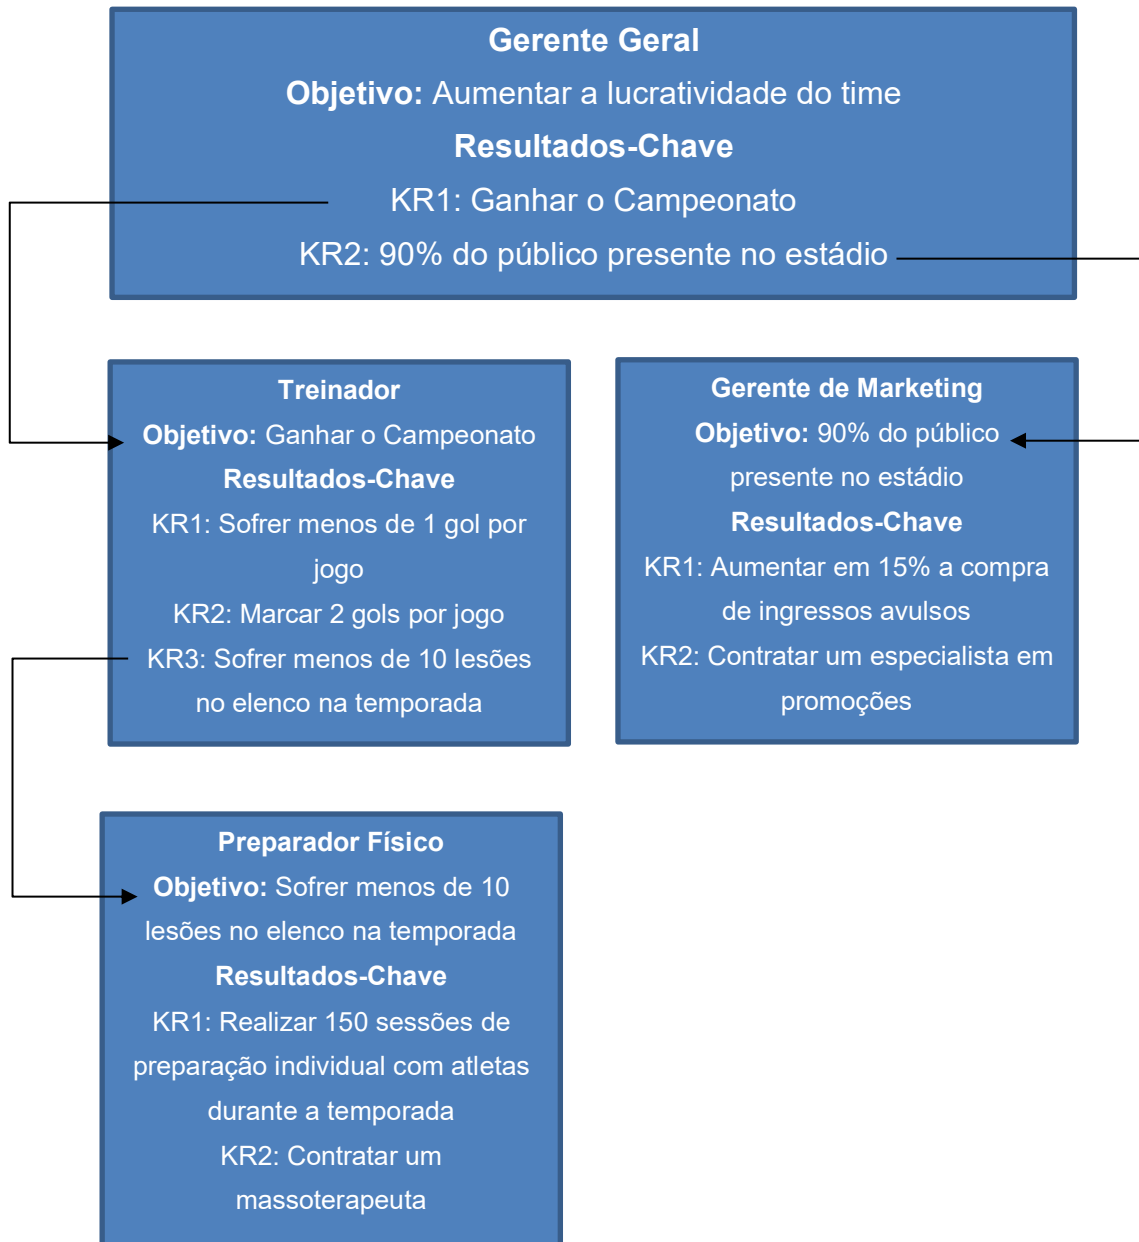 Gerente Geral
Objetivo: Aumentar a lucratividade do time
Resultados-Chave
KR1: Ganhar o Campeonato
KR2: 90% do público presente no estádio
Treinador
Objetivo: Ganhar o Campeonato
Resultados-Chave
KR1: Sofrer menos de 1 gol por
jogo
KR2: Marcar 2 gols por jogo
KR3: Sofrer menos de 10 lesões
no elenco na temporada
Gerente de Marketing
Objetivo: 90% do público
presente no estádio
Resultados-Chave
KR1: Aumentar em 15% a compra
de ingressos avulsos
KR2: Contratar um especialista em
promoções
Preparador Físico
Objetivo: Sofrer menos de 10
lesões no elenco na temporada
Resultados-Chave
KR1: Realizar 150 sessões de
preparação individual com atletas
durante a temporada
KR2: Contratar um
massoterapeuta